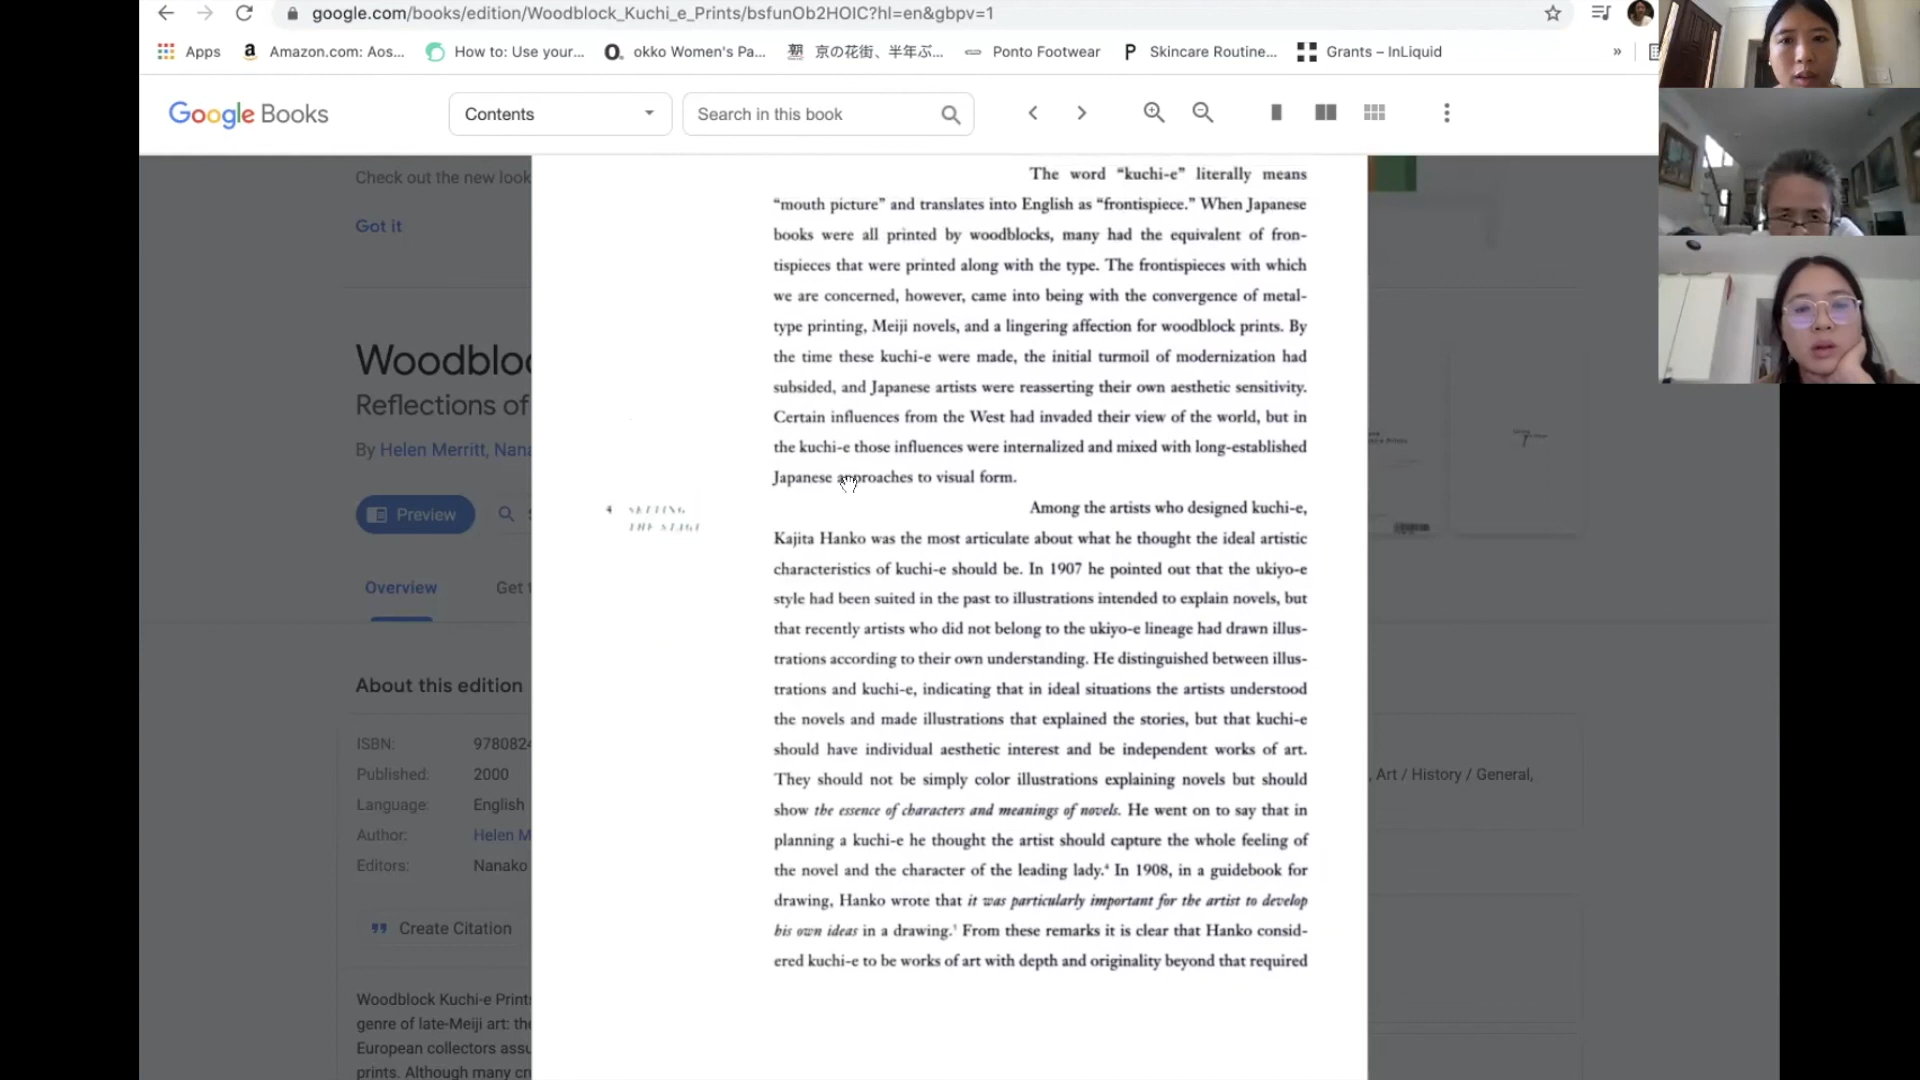 google.com/books/edition/Woodblock_Kuchi_e_Prints/bsfunOb2HOIC?hl=en&gbpv=1
Apps
Amazon.com: Aos...
How to: Use your...
okko Women's Pa...
京の花街、半年ぶ...
Ponto Footwear
Skincare Routine...
Grants – InLiquid
»
Google Books
Contents
Search in this book
Check out the new look
Got it
Woodbloc
Reflections of
By Helen Merritt, Nana
Preview
Overview
Get
About this edition
ISBN: 978082
Published: 2000
Language: English
Author: Helen M
Editors: Nanako
Create Citation
Woodblock Kuchi-e Print
genre of late-Meiji art: the
European collectors assu
prints. Although many
The word “kuchi-e” literally means
“mouth picture” and translates into English as “frontispiece.” When Japanese
books were all printed by woodblocks, many had the equivalent of fron-
tispieces that were printed along with the type. The frontispieces with which
we are concerned, however, came into being with the convergence of metal-
type printing, Meiji novels, and a lingering affection for woodblock prints. By
the time these kuchi-e were made, the initial turmoil of modernization had
subsided, and Japanese artists were reasserting their own aesthetic sensitivity.
Certain influences from the West had invaded their view of the world, but in
the kuchi-e those influences were internalized and mixed with long-established
Japanese approaches to visual form.
4 SETTING
THE STAGE
Among the artists who designed kuchi-e,
Kajita Hanko was the most articulate about what he thought the ideal artistic
characteristics of kuchi-e should be. In 1907 he pointed out that the ukiyo-e
style had been suited in the past to illustrations intended to explain novels, but
that recently artists who did not belong to the ukiyo-e lineage had drawn illus-
trations according to their own understanding. He distinguished between illus-
trations and kuchi-e, indicating that in ideal situations the artists understood
the novels and made illustrations that explained the stories, but that kuchi-e
should have individual aesthetic interest and be independent works of art.
They should not be simply color illustrations explaining novels but should
show the essence of characters and meanings of novels. He went on to say that in
planning a kuchi-e he thought the artist should capture the whole feeling of
the novel and the character of the leading lady.⁴ In 1908, in a guidebook for
drawing, Hanko wrote that it was particularly important for the artist to develop
his own ideas in a drawing.⁵ From these remarks it is clear that Hanko consid-
ered kuchi-e to be works of art with depth and originality beyond that required
Art / History / General,